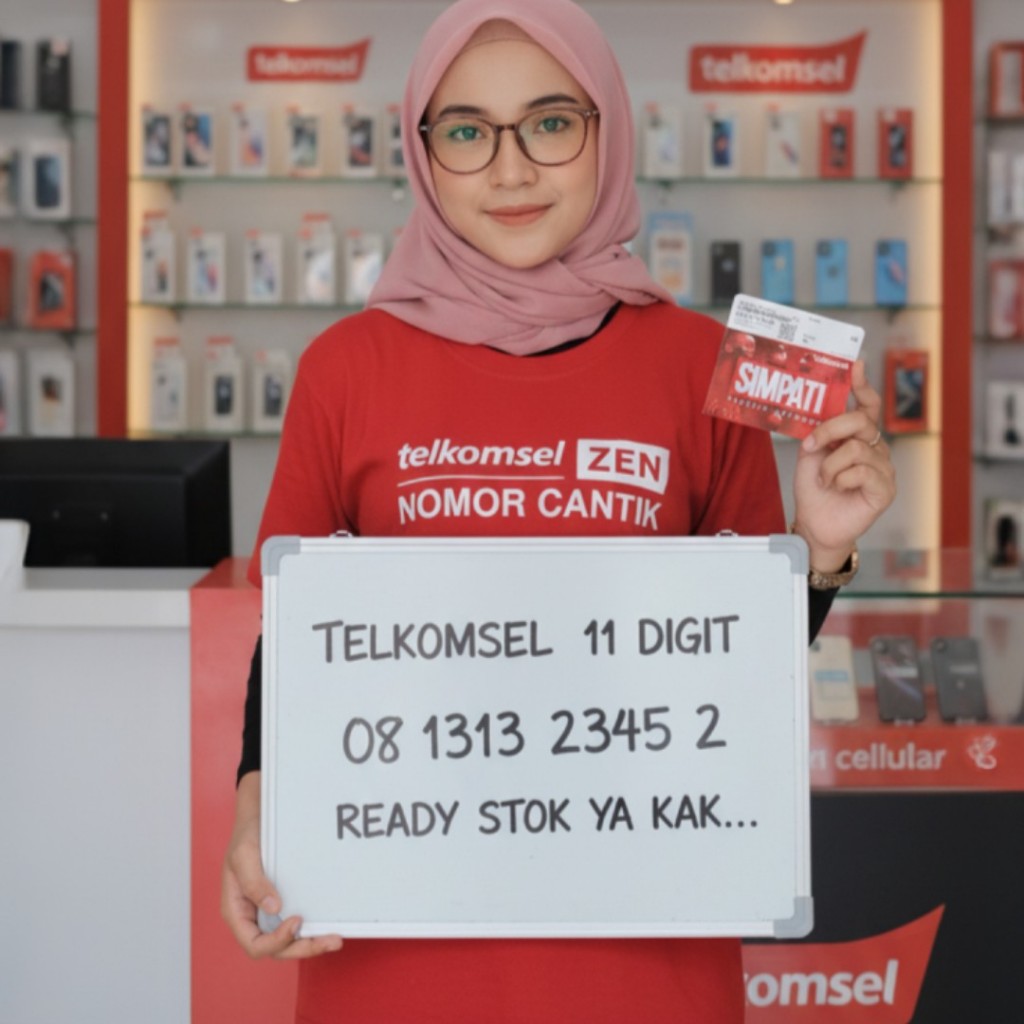 telkomsel
telkomsel
SIMPATI
telkomsel ZEN
NOMOR CANTIK
TELKOMSEL 11 DIGIT
08 1313 2345 2
READY STOK YA KAK...
cellular
omsel